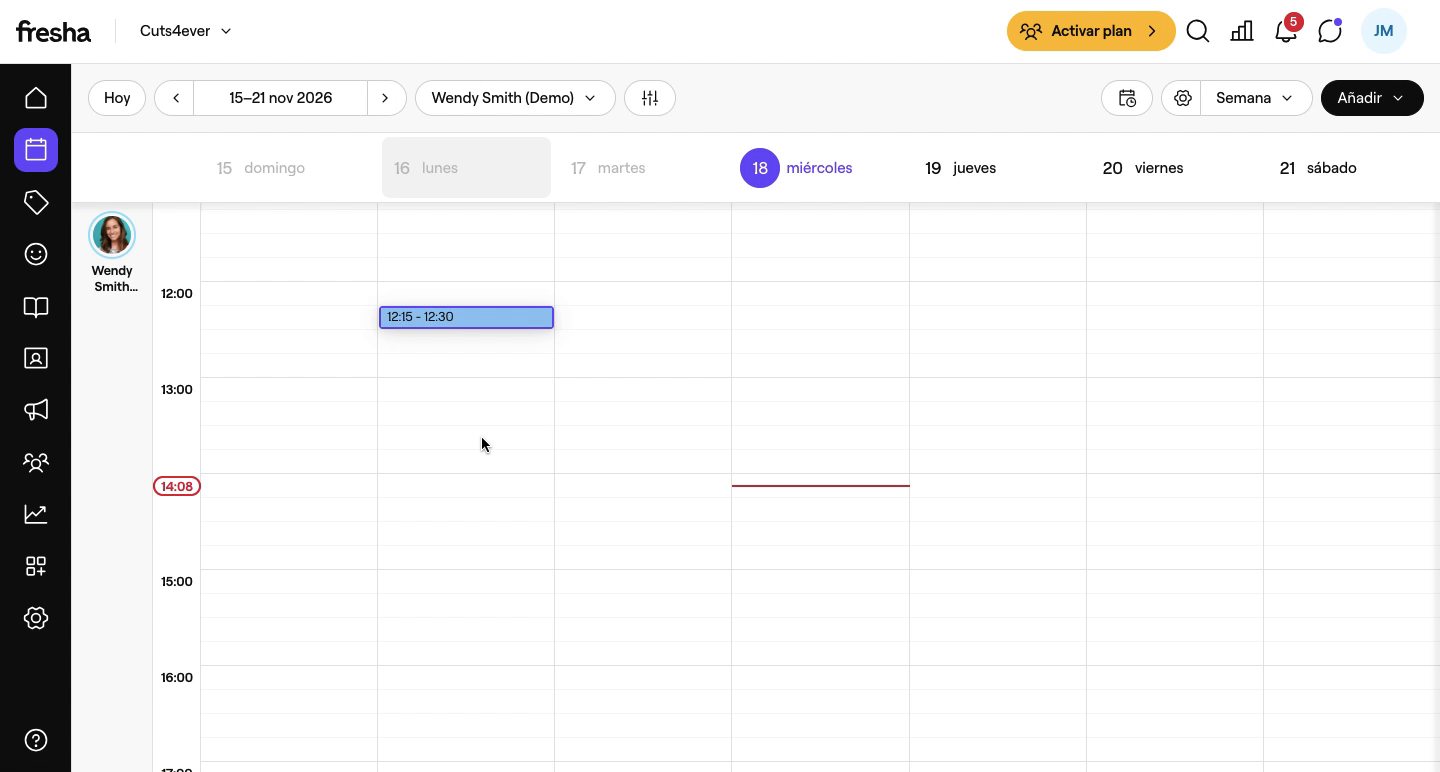 fresha
Cuts4ever
Activar plan
5
JM
Hoy
15–21 nov 2026
Wendy Smith (Demo)
Semana
Añadir
15 domingo
16 lunes
17 martes
18 miércoles
19 jueves
20 viernes
21 sábado
Wendy
Smith...
12:00
12:15 - 12:30
13:00
14:08
15:00
16:00
17:00